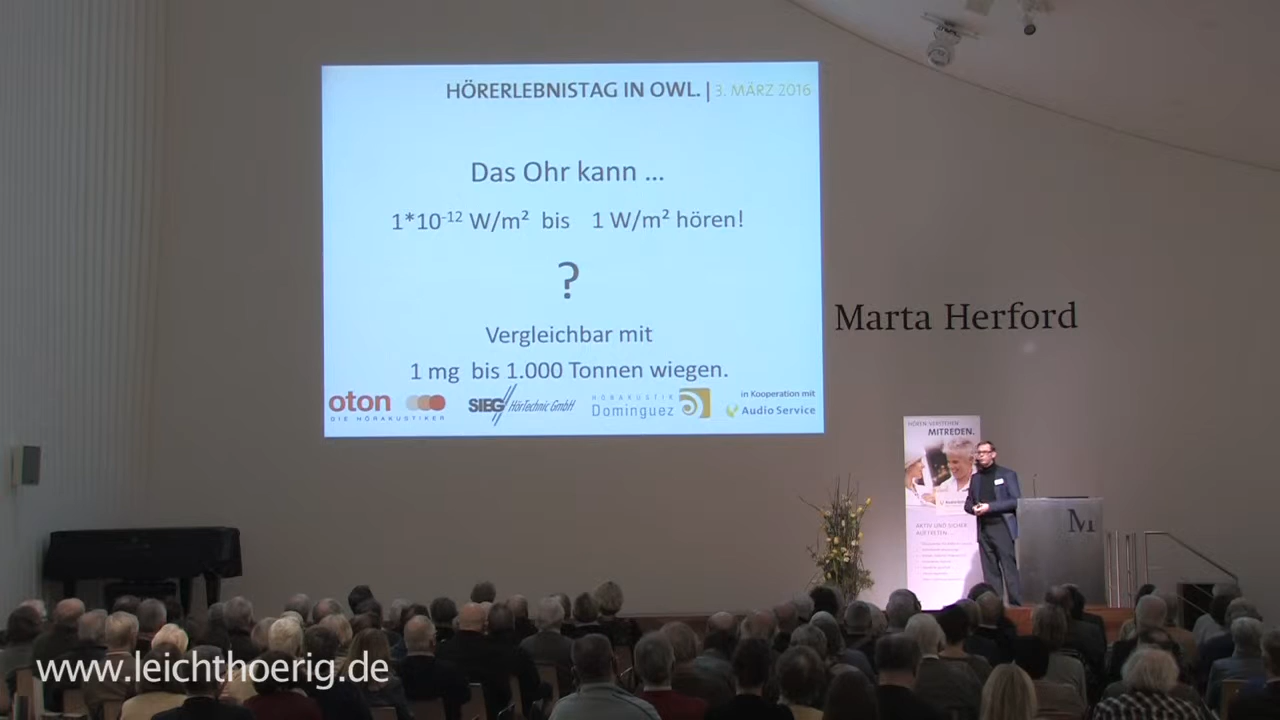 HÖRERLEBNISTAG IN OWL. | 3. MÄRZ 2016
Das Ohr kann ...
1*10⁻¹² W/m² bis 1 W/m² hören!
?
Vergleichbar mit
1 mg bis 1.000 Tonnen wiegen.
oton
DIE HÖRAKUSTIKER
SIEG HörTechnic GmbH
HÖRAKUSTIK
Dominguez
in Kooperation mit
Audio Service
Marta Herford
HÖREN. VERSTEHEN.
MITREDEN.
AKTIV UND SICHER
AUFTRETEN
M
www.leichthoerig.de